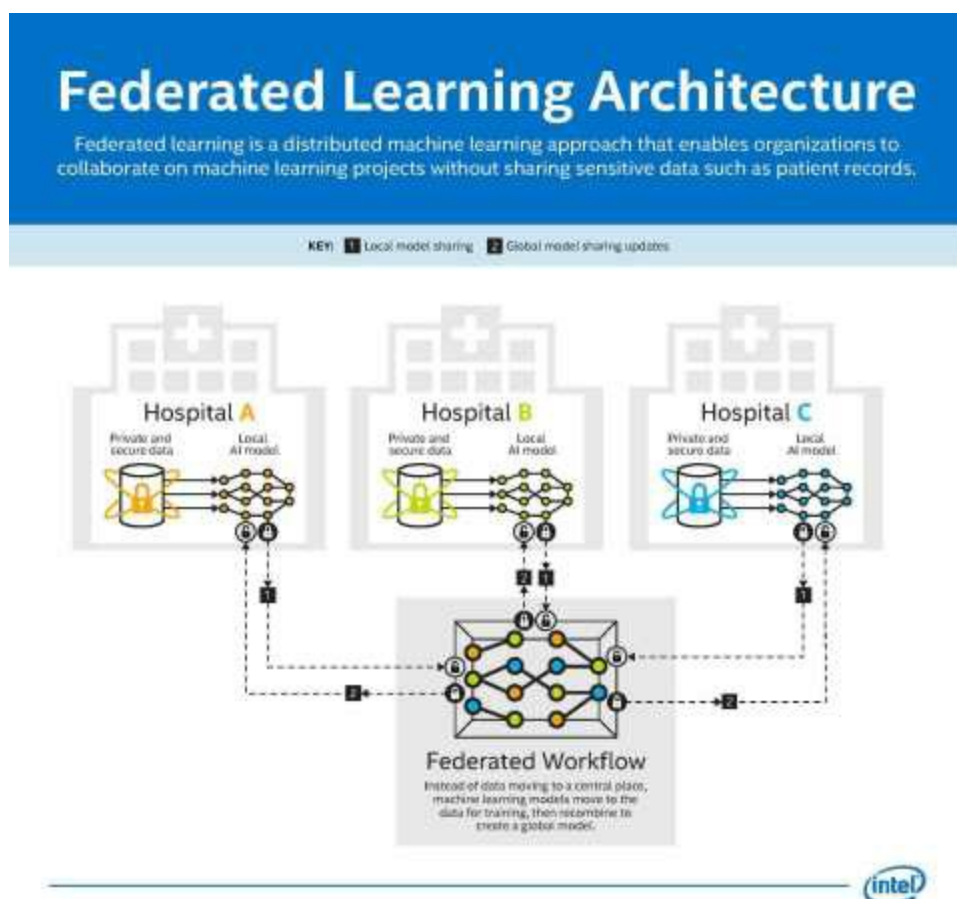 Federated Learning Architecture
Federated learning is a distributed machine learning approach that enables organizations to
collaborate on machine learning projects without sharing sensitive data such as patient records.
KEY: 1 Local model sharing 2 Global model sharing updates
Hospital A
Private and
secure data
Local
AI model
Hospital B
Private and
secure data
Local
AI model
Hospital C
Private and
secure data
Local
AI model
2 1
1
1
2
2
Federated Workflow
Instead of data moving to a central place,
machine learning models move to the
data for training, then recombine to
create a global model.
intel